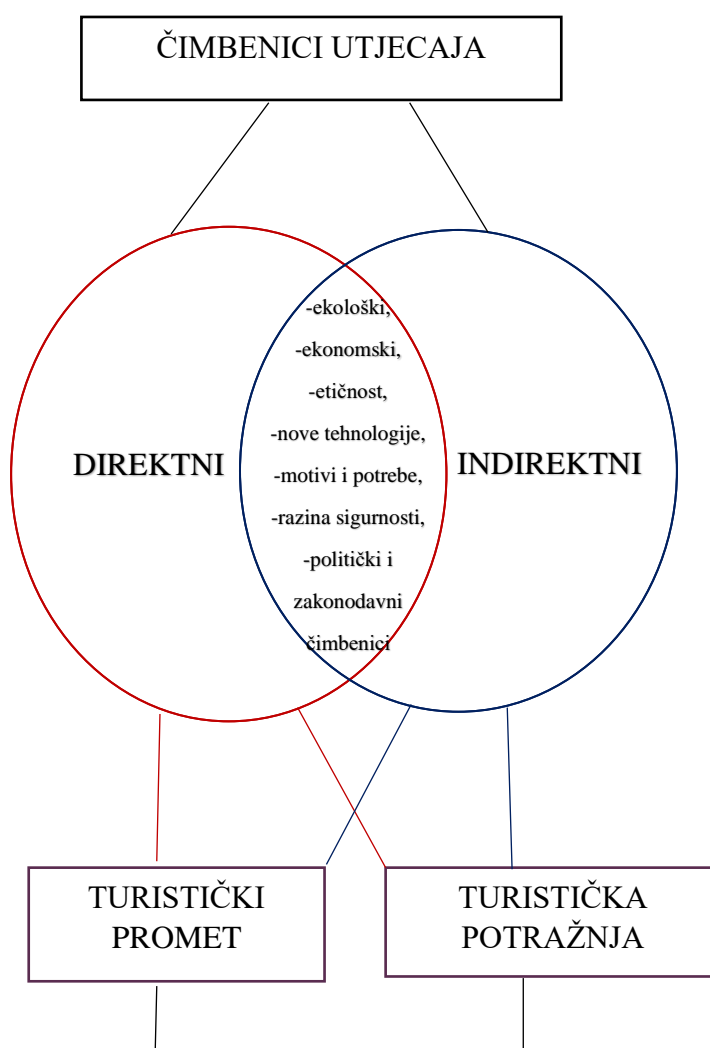 ČIMBENICI UTJECAJA
-ekološki,
-ekonomski,
-etičnost,
-nove tehnologije,
DIREKTNI
INDIREKTNI
-motivi i potrebe,
-razina sigurnosti,
-politički i
zakonodavni
čimbenici
TURISTIČKI
PROMET
TURISTIČKA
POTRAŽNJA